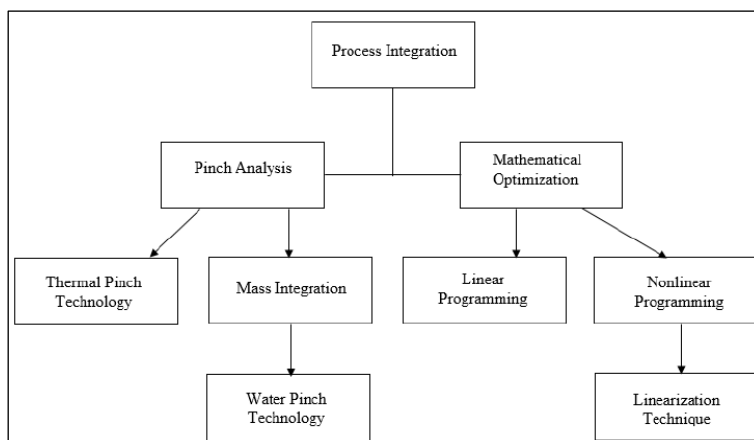 Process Integration
Pinch Analysis
Mathematical
Optimization
Thermal Pinch
Technology
Mass Integration
Linear
Programming
Nonlinear
Programming
Water Pinch
Technology
Linearization
Technique